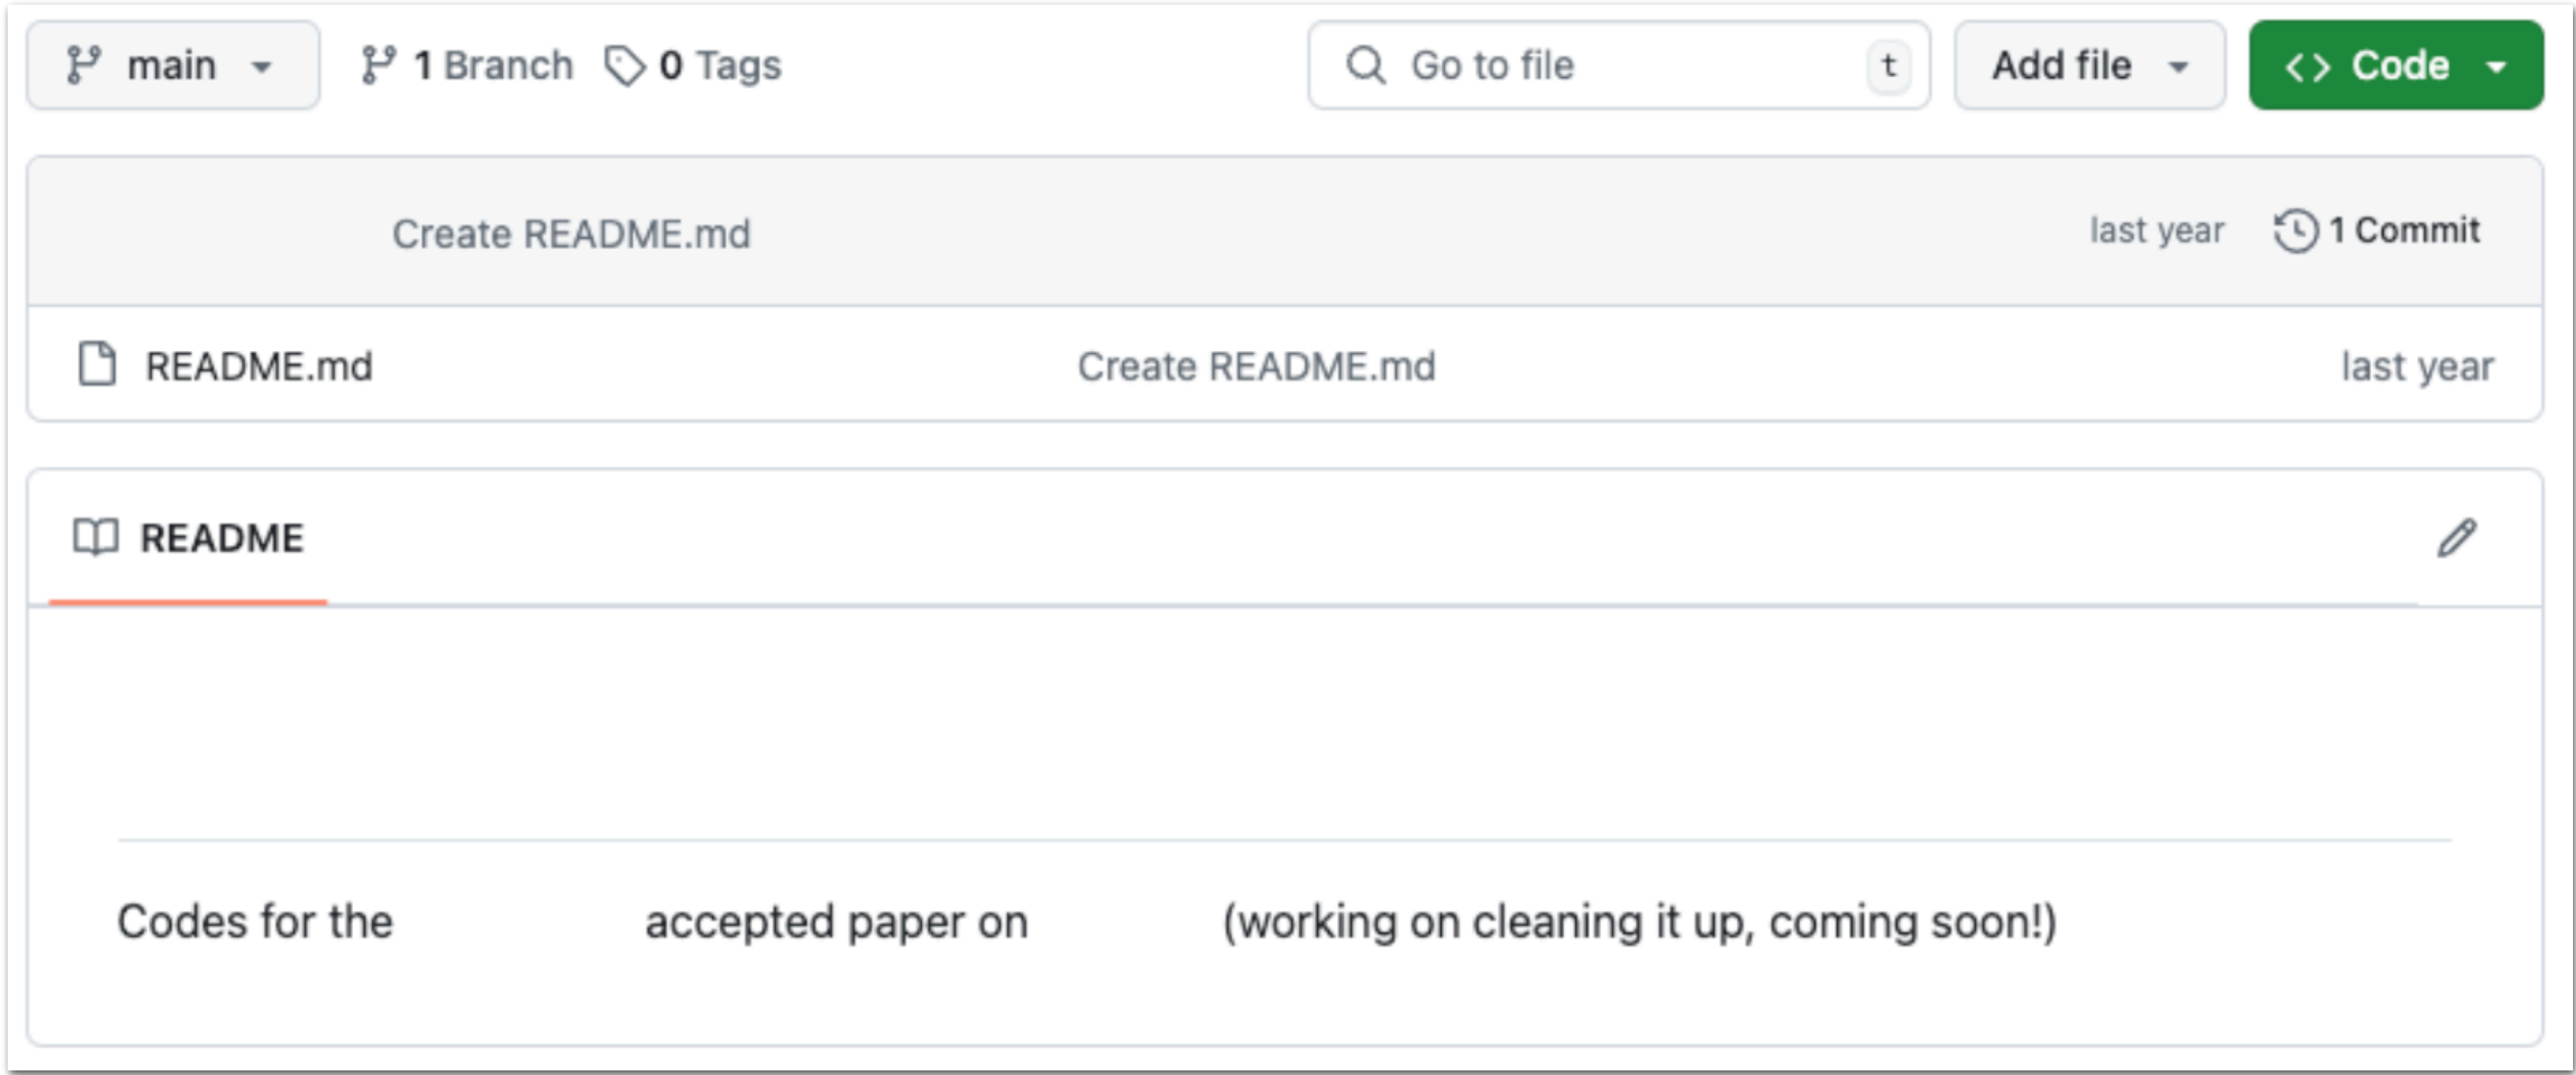 main 1 Branch 0 Tags Go to file t Add file <> Code
Create README.md last year 1 Commit
README.md Create README.md last year
README
Codes for the accepted paper on (working on cleaning it up, coming soon!)